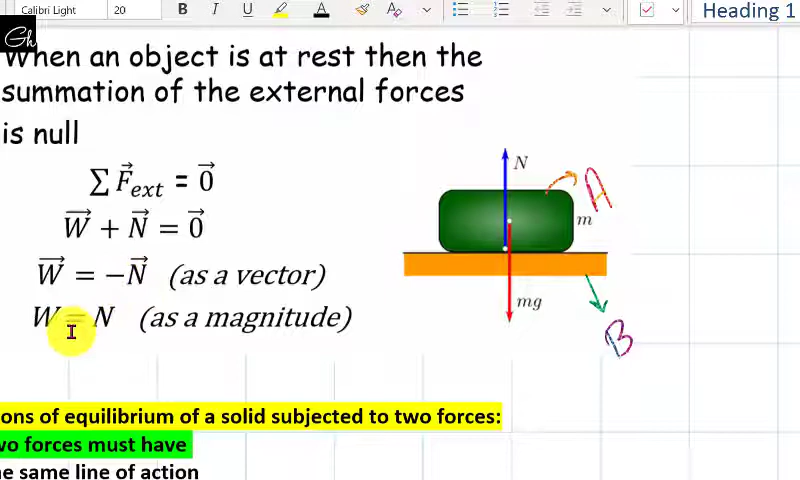 Calibri Light 20 B I U A A Heading 1
Gh
When an object is at rest then the
summation of the external forces
is null
∑ F⃗ext = 0⃗
W⃗ + N⃗ = 0⃗
W⃗ = −N⃗ (as a vector)
W = N (as a magnitude)
N
A
m
mg
B
ons of equilibrium of a solid subjected to two forces:
wo forces must have
he same line of action